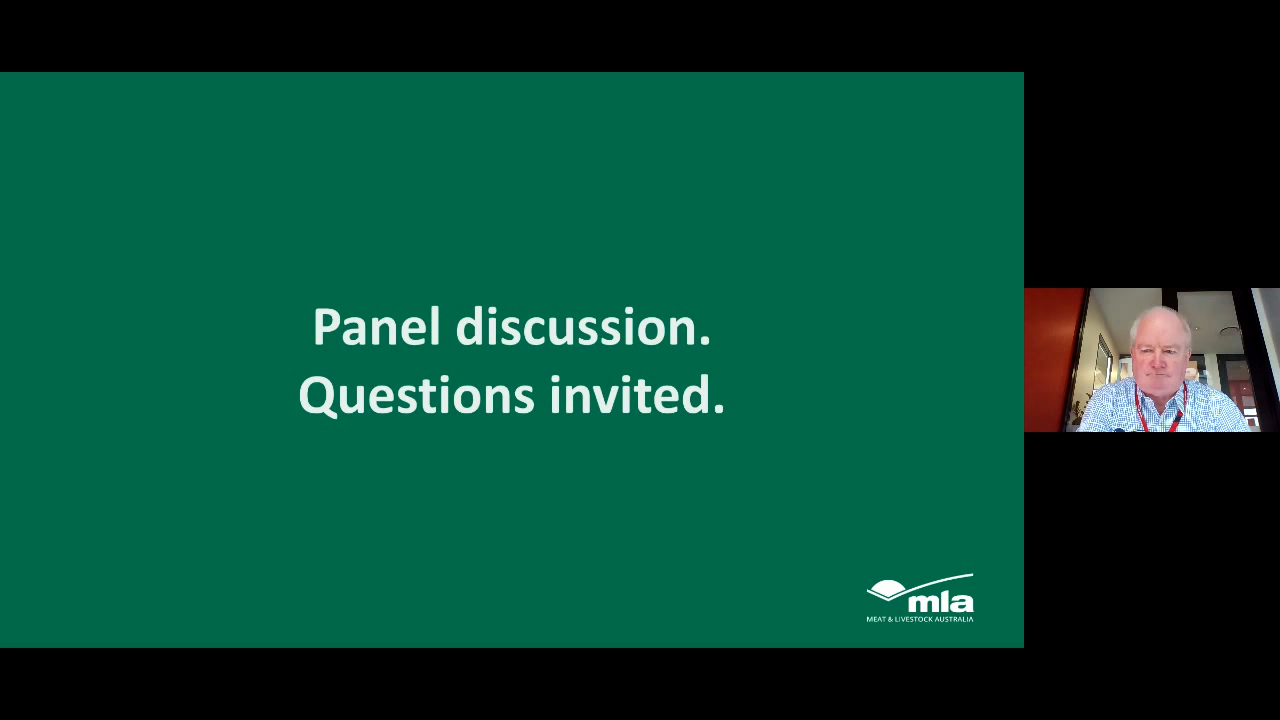 Panel discussion.
Questions invited.
mla
MEAT & LIVESTOCK AUSTRALIA